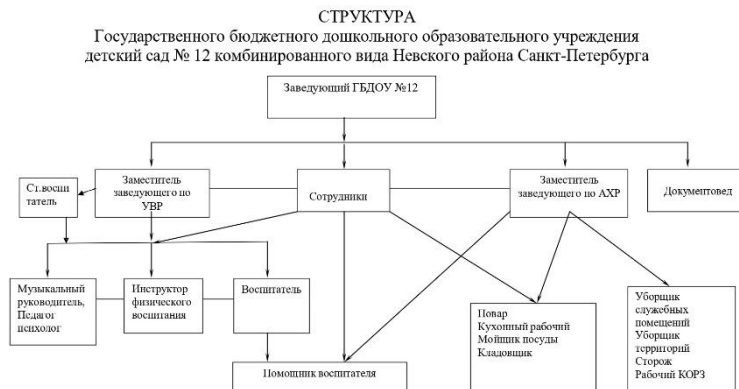 СТРУКТУРА
Государственного бюджетного дошкольного образовательного учреждения
детский сад № 12 комбинированного вида Невского района Санкт-Петербурга
Заведующий ГБДОУ №12
Ст.воспи
татель
Заместитель
заведующего по
УВР
Сотрудники
Заместитель
заведующего по АХР
Документовед
Музыкальный
руководитель,
Педагог
психолог
Инструктор
физического
воспитания
Воспитатель
Повар
Кухонный рабочий
Мойщик посуды
Кладовщик
Уборщик
служебных
помещений
Уборщик
территорий
Сторож
Рабочий КОРЗ
Помощник воспитателя